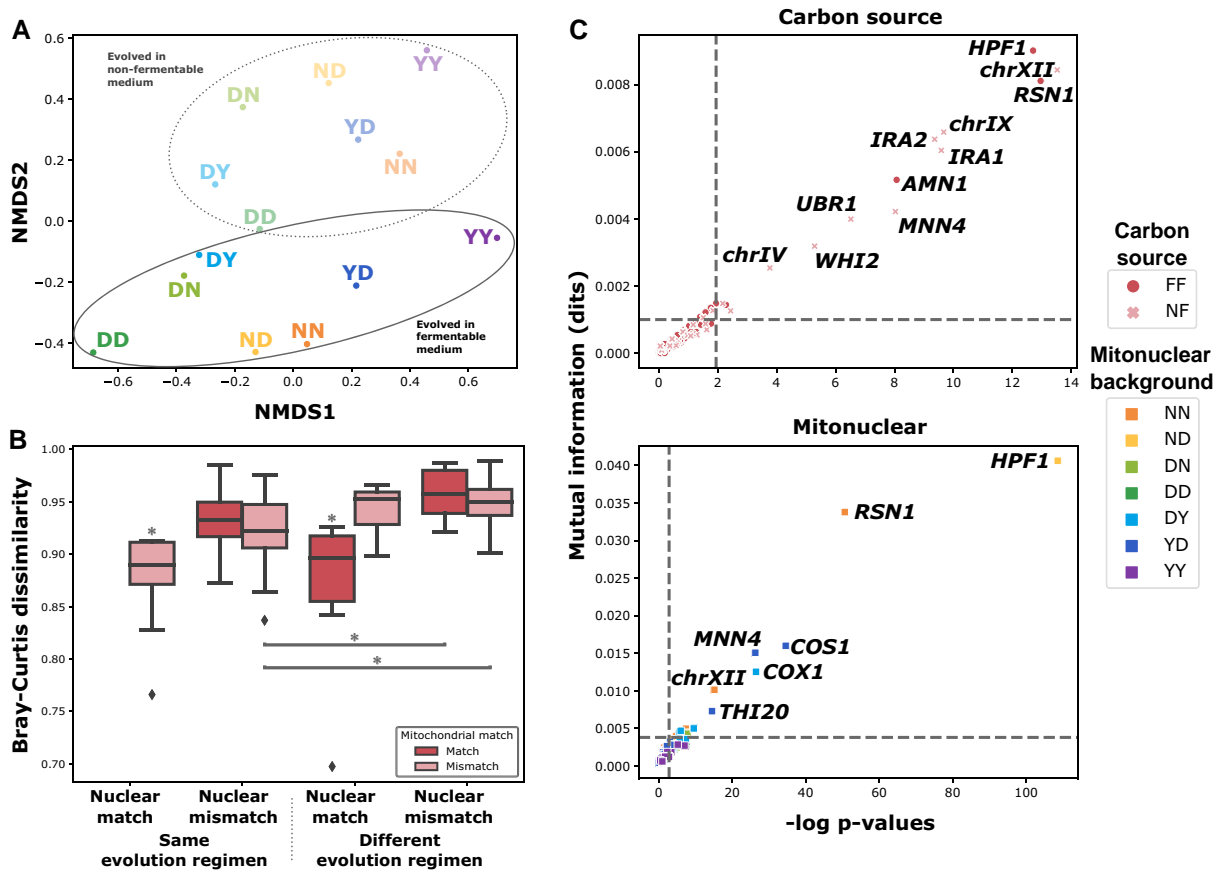 A
0.6
0.4
0.2
0.0
−0.2
−0.4
NMDS2
Evolved in
non-fermentable
medium
YY
ND
DN
YD
NN
DY
DD
YY
DY
DN
YD
DD
ND
NN
Evolved in
fermentable
medium
−0.6
−0.4
−0.2
0.0
0.2
0.4
0.6
NMDS1
B
1.00
0.95
0.90
0.85
0.80
0.75
0.70
Bray-Curtis dissimilarity
*
*
*
*
Mitochondrial match
Match
Mismatch
Nuclear
match
Nuclear
mismatch
Nuclear
match
Nuclear
mismatch
Same
evolution regimen
Different
evolution regimen
C
Carbon source
0.008
0.006
0.004
0.002
0.000
HPF1
chrXII
RSN1
chrIX
IRA2
IRA1
AMN1
UBR1
MNN4
WHI2
chrIV
0
2
4
6
8
10
12
14
Mutual information (dits)
Mitonuclear
0.040
0.035
0.030
0.025
0.020
0.015
0.010
0.005
0.000
HPF1
RSN1
MNN4
COS1
COX1
chrXII
THI20
0
20
40
60
80
100
-log p-values
Carbon
source
FF
NF
Mitonuclear
background
NN
ND
DN
DD
DY
YD
YY